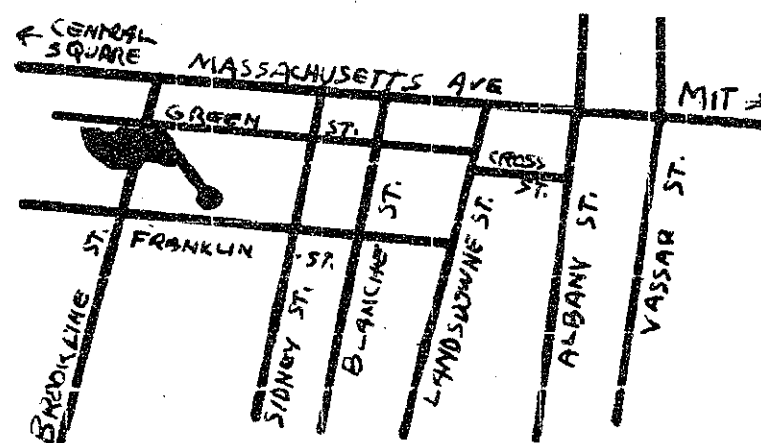 ← CENTRAL
SQUARE
MASSACHUSETTS AVE
MIT →
GREEN ST.
CROSS
ST.
FRANKLIN ST.
BROOKLINE ST.
SIDNEY ST.
BLANCHE ST.
LANDSDOWNE ST.
ALBANY ST.
VASSAR ST.